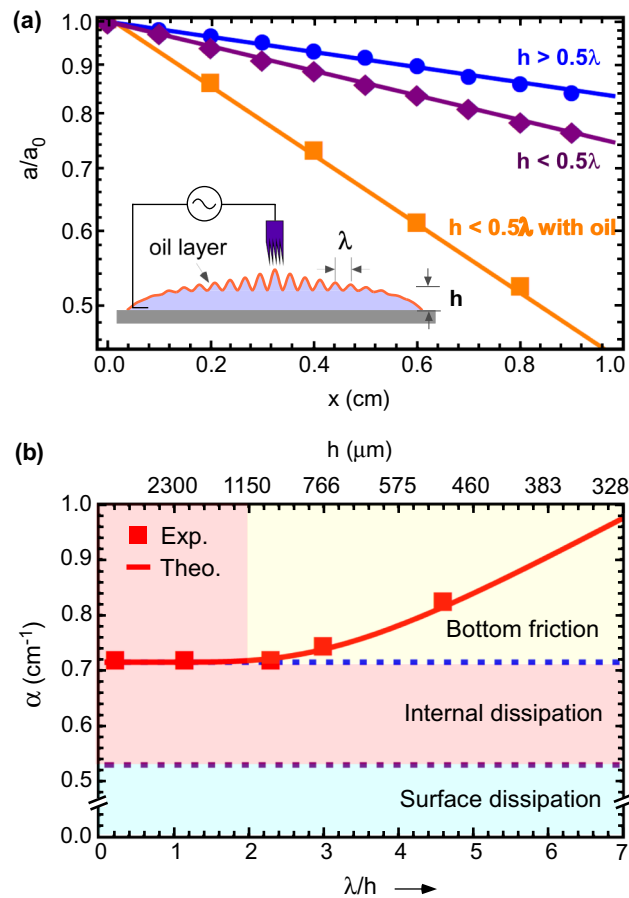 (a)
1.0
0.9
0.8
0.7
0.6
0.5
a/a0
h > 0.5λ
h < 0.5λ
h < 0.5λ with oil
oil layer
λ
h
0.0 0.2 0.4 0.6 0.8 1.0
x (cm)
(b)
h (μm)
2300 1150 766 575 460 383 328
1.0
0.9
0.8
0.7
0.6
0.5
0.0
α (cm⁻¹)
Exp.
Theo.
Bottom friction
Internal dissipation
Surface dissipation
0 1 2 3 4 5 6 7
λ/h →